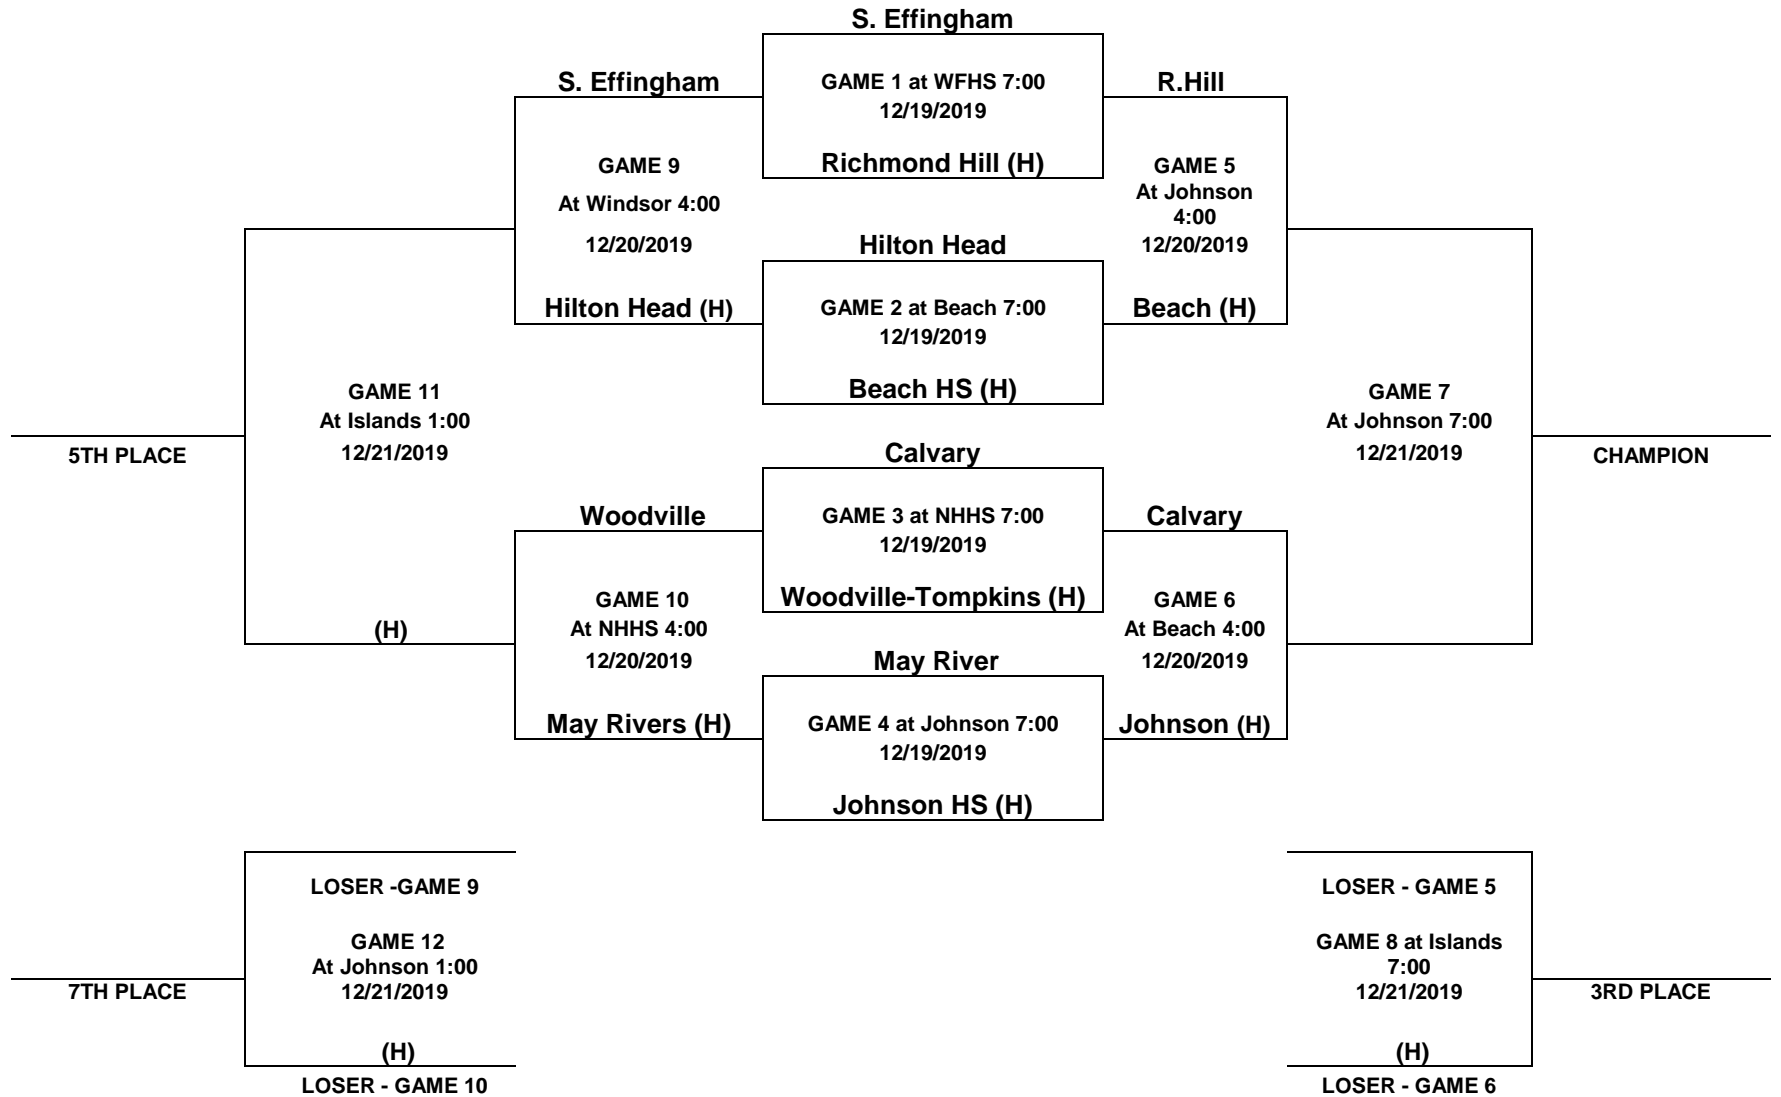 S. Effingham
S. Effingham
GAME 1 at WFHS 7:00
12/19/2019
R.Hill
Richmond Hill (H)
GAME 9
At Windsor 4:00
12/20/2019
GAME 5
At Johnson
4:00
12/20/2019
Hilton Head
Hilton Head (H)
GAME 2 at Beach 7:00
12/19/2019
Beach (H)
Beach HS (H)
GAME 11
At Islands 1:00
12/21/2019
GAME 7
At Johnson 7:00
12/21/2019
5TH PLACE
CHAMPION
Calvary
Woodville
GAME 3 at NHHS 7:00
12/19/2019
Calvary
Woodville-Tompkins (H)
GAME 10
At NHHS 4:00
12/20/2019
GAME 6
At Beach 4:00
12/20/2019
(H)
May River
May Rivers (H)
GAME 4 at Johnson 7:00
12/19/2019
Johnson (H)
Johnson HS (H)
LOSER -GAME 9
GAME 12
At Johnson 1:00
12/21/2019
7TH PLACE
(H)
LOSER - GAME 10
LOSER - GAME 5
GAME 8 at Islands
7:00
12/21/2019
3RD PLACE
(H)
LOSER - GAME 6